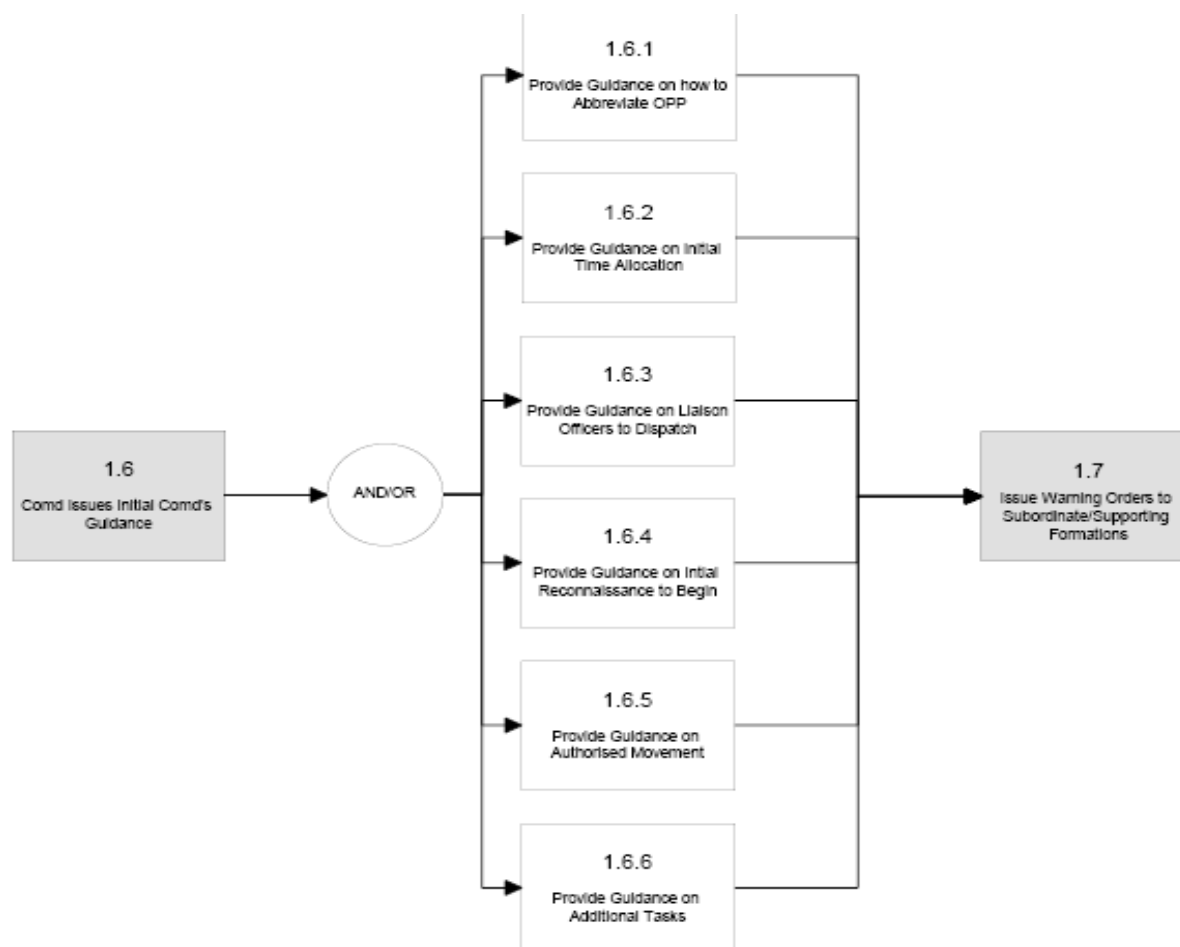 1.6.1
Provide Guidance on how to
Abbreviate OPP
1.6.2
Provide Guidance on Initial
Time Allocation
1.6.3
Provide Guidance on Liaison
Officers to Dispatch
1.6
Comd Issues Initial Comd's
Guidance
AND/OR
1.7
Issue Warning Orders to
Subordinate/Supporting
Formations
1.6.4
Provide Guidance on Intial
Reconnaissance to Begin
1.6.5
Provide Guidance on
Authorised Movement
1.6.6
Provide Guidance on
Additional Tasks